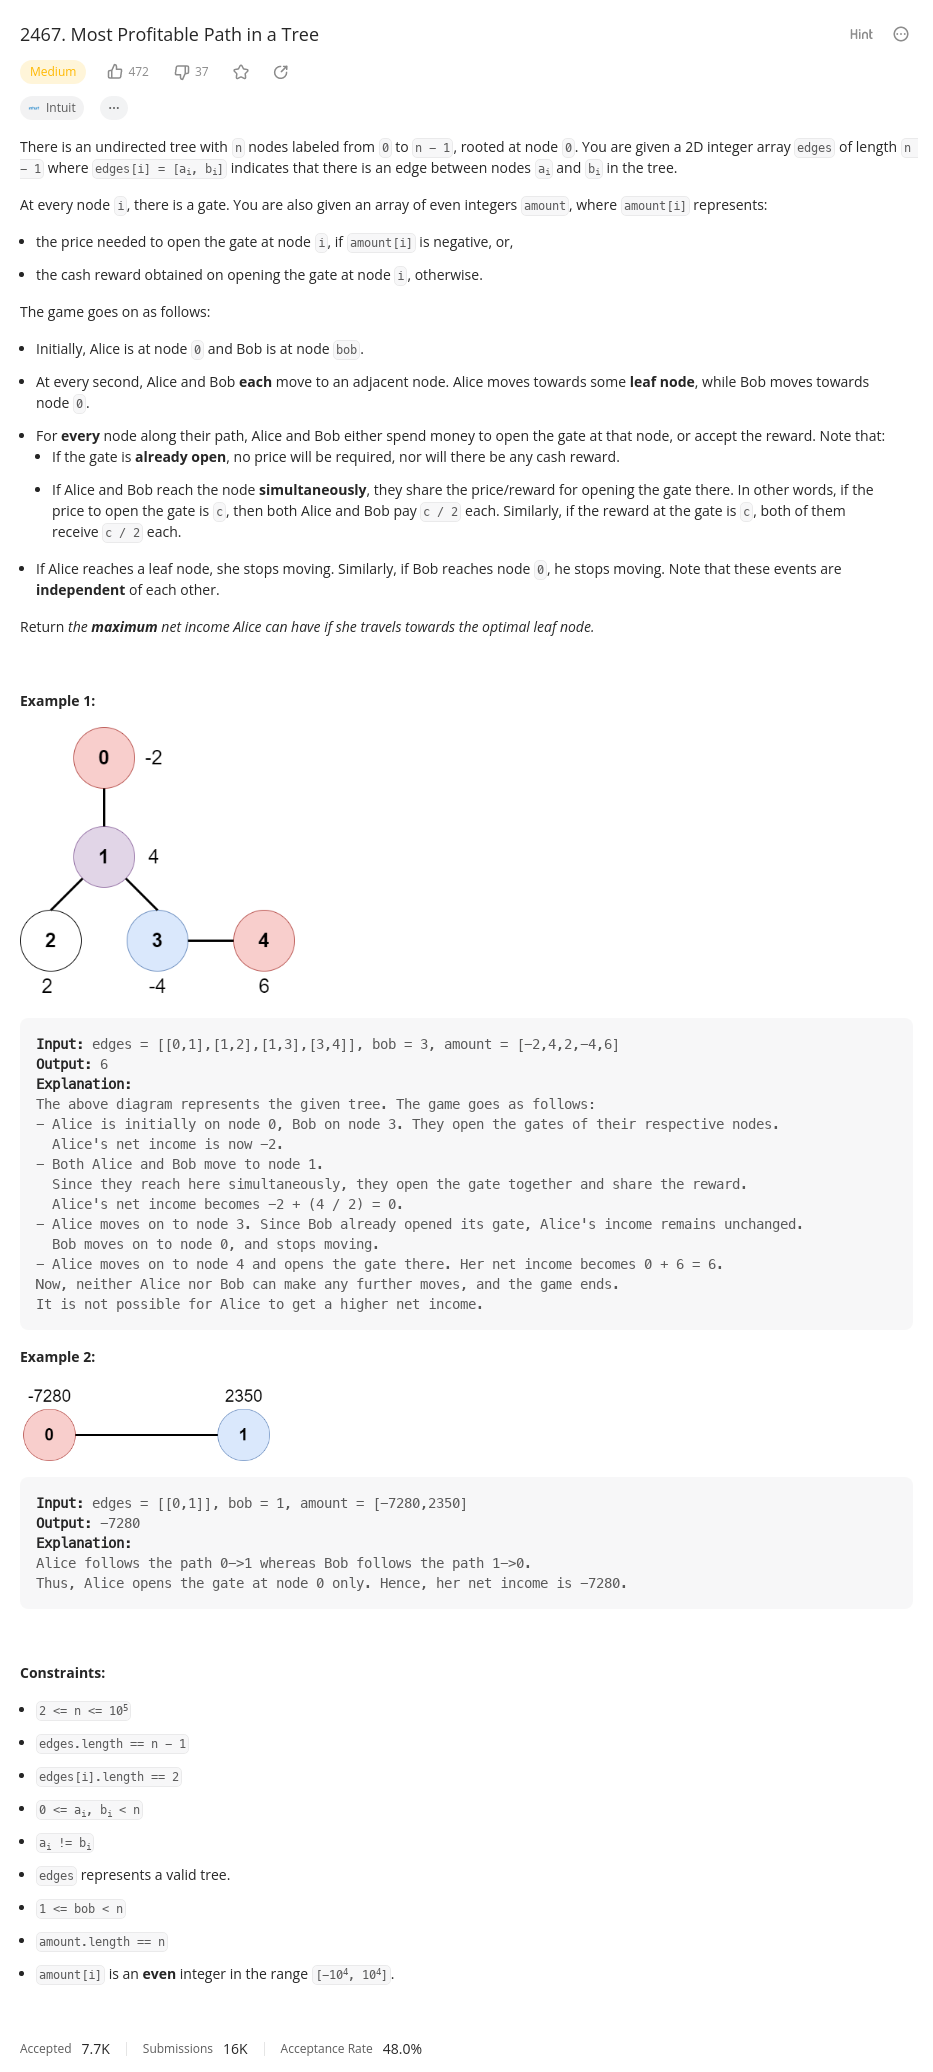 2467. Most Profitable Path in a Tree
Hint
Medium 472 37
Intuit ...
There is an undirected tree with n nodes labeled from 0 to n - 1, rooted at node 0. You are given a 2D integer array edges of length n
- 1 where edges[i] = [aᵢ, bᵢ] indicates that there is an edge between nodes aᵢ and bᵢ in the tree.
At every node i, there is a gate. You are also given an array of even integers amount, where amount[i] represents:
• the price needed to open the gate at node i, if amount[i] is negative, or,
• the cash reward obtained on opening the gate at node i, otherwise.
The game goes on as follows:
• Initially, Alice is at node 0 and Bob is at node bob.
• At every second, Alice and Bob each move to an adjacent node. Alice moves towards some leaf node, while Bob moves towards
node 0.
• For every node along their path, Alice and Bob either spend money to open the gate at that node, or accept the reward. Note that:
• If the gate is already open, no price will be required, nor will there be any cash reward.
• If Alice and Bob reach the node simultaneously, they share the price/reward for opening the gate there. In other words, if the
price to open the gate is c, then both Alice and Bob pay c / 2 each. Similarly, if the reward at the gate is c, both of them
receive c / 2 each.
• If Alice reaches a leaf node, she stops moving. Similarly, if Bob reaches node 0, he stops moving. Note that these events are
independent of each other.
Return the maximum net income Alice can have if she travels towards the optimal leaf node.
Example 1:
0 -2
1 4
2 3 4
2 -4 6
Input: edges = [[0,1],[1,2],[1,3],[3,4]], bob = 3, amount = [-2,4,2,-4,6]
Output: 6
Explanation:
The above diagram represents the given tree. The game goes as follows:
- Alice is initially on node 0, Bob on node 3. They open the gates of their respective nodes.
Alice's net income is now -2.
- Both Alice and Bob move to node 1.
Since they reach here simultaneously, they open the gate together and share the reward.
Alice's net income becomes -2 + (4 / 2) = 0.
- Alice moves on to node 3. Since Bob already opened its gate, Alice's income remains unchanged.
Bob moves on to node 0, and stops moving.
- Alice moves on to node 4 and opens the gate there. Her net income becomes 0 + 6 = 6.
Now, neither Alice nor Bob can make any further moves, and the game ends.
It is not possible for Alice to get a higher net income.
Example 2:
-7280 2350
0 1
Input: edges = [[0,1]], bob = 1, amount = [-7280,2350]
Output: -7280
Explanation:
Alice follows the path 0->1 whereas Bob follows the path 1->0.
Thus, Alice opens the gate at node 0 only. Hence, her net income is -7280.
Constraints:
• 2 <= n <= 10⁵
• edges.length == n - 1
• edges[i].length == 2
• 0 <= aᵢ, bᵢ < n
• aᵢ != bᵢ
• edges represents a valid tree.
• 1 <= bob < n
• amount.length == n
• amount[i] is an even integer in the range [-10⁴, 10⁴].
Accepted 7.7K Submissions 16K Acceptance Rate 48.0%